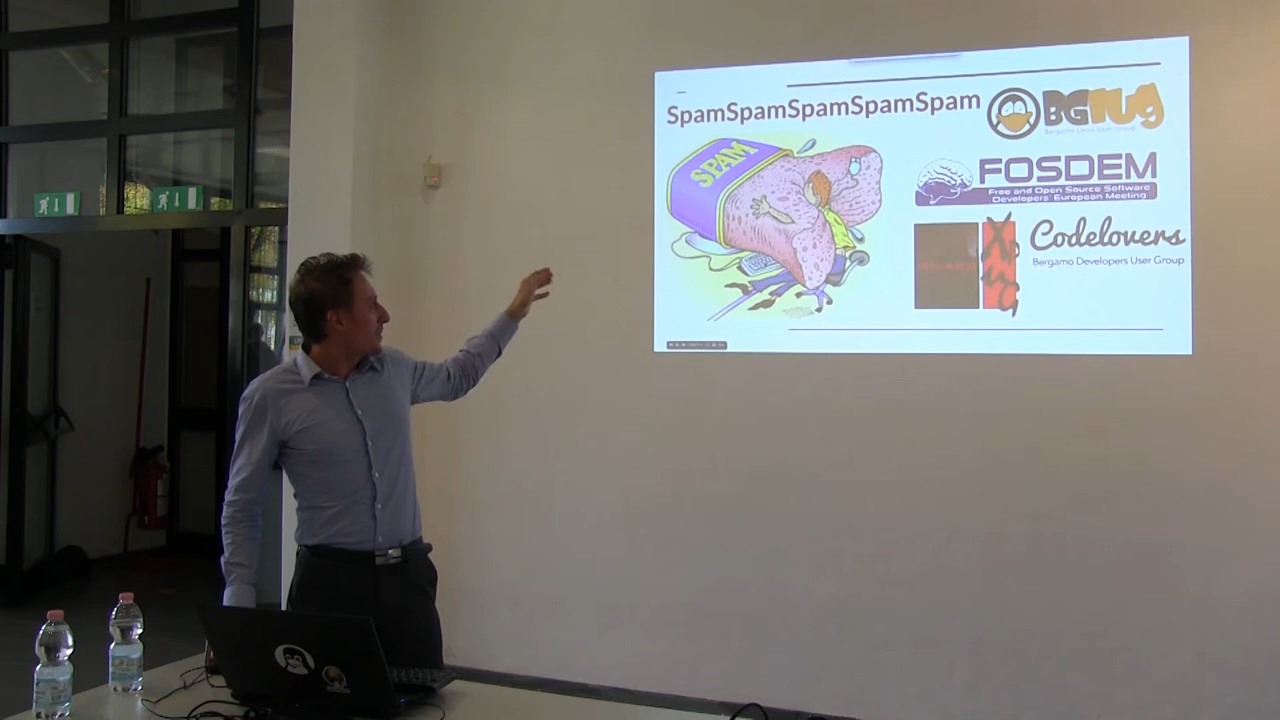 SpamSpamSpamSpamSpam
SPAM
BGlug
Bergamo Linux User Group
FOSDEM
Free and Open Source Software
Developers' European Meeting
Codelovers
Bergamo Developers User Group